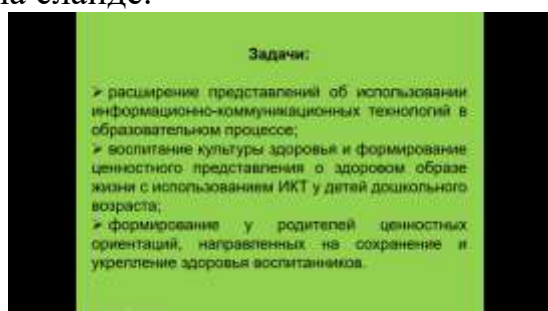 на слайде.
Задачи:
➢ расширение представлений об использовании
информационно-коммуникационных технологий в
образовательном процессе;
➢ воспитание культуры здоровья и формирование
ценностного представления о здоровом образе
жизни с использованием ИКТ у детей дошкольного
возраста;
➢ формирование у родителей ценностных
ориентаций, направленных на сохранение и
укрепление здоровья воспитанников.